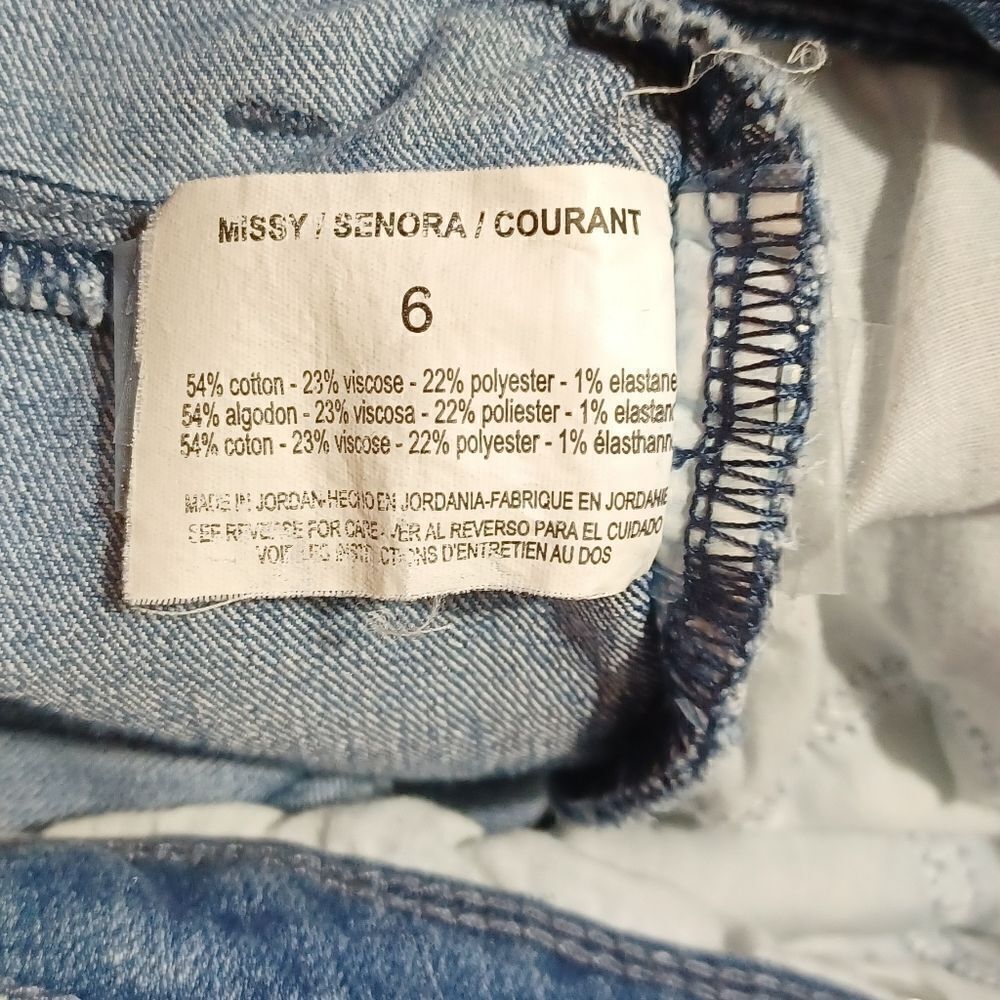 MISSY / SENORA / COURANT
6
54% cotton - 23% viscose - 22% polyester - 1% elastane
54% algodon - 23% viscosa - 22% poliester - 1% elastan
54% coton - 23% viscose - 22% polyester - 1% élasthann
MADE IN JORDAN-HECHO EN JORDANIA-FABRIQUE EN JORDANIE
SEE REVERSE FOR CARE - VER AL REVERSO PARA EL CUIDADO
VOIR LES INSTRUCTIONS D'ENTRETIEN AU DOS